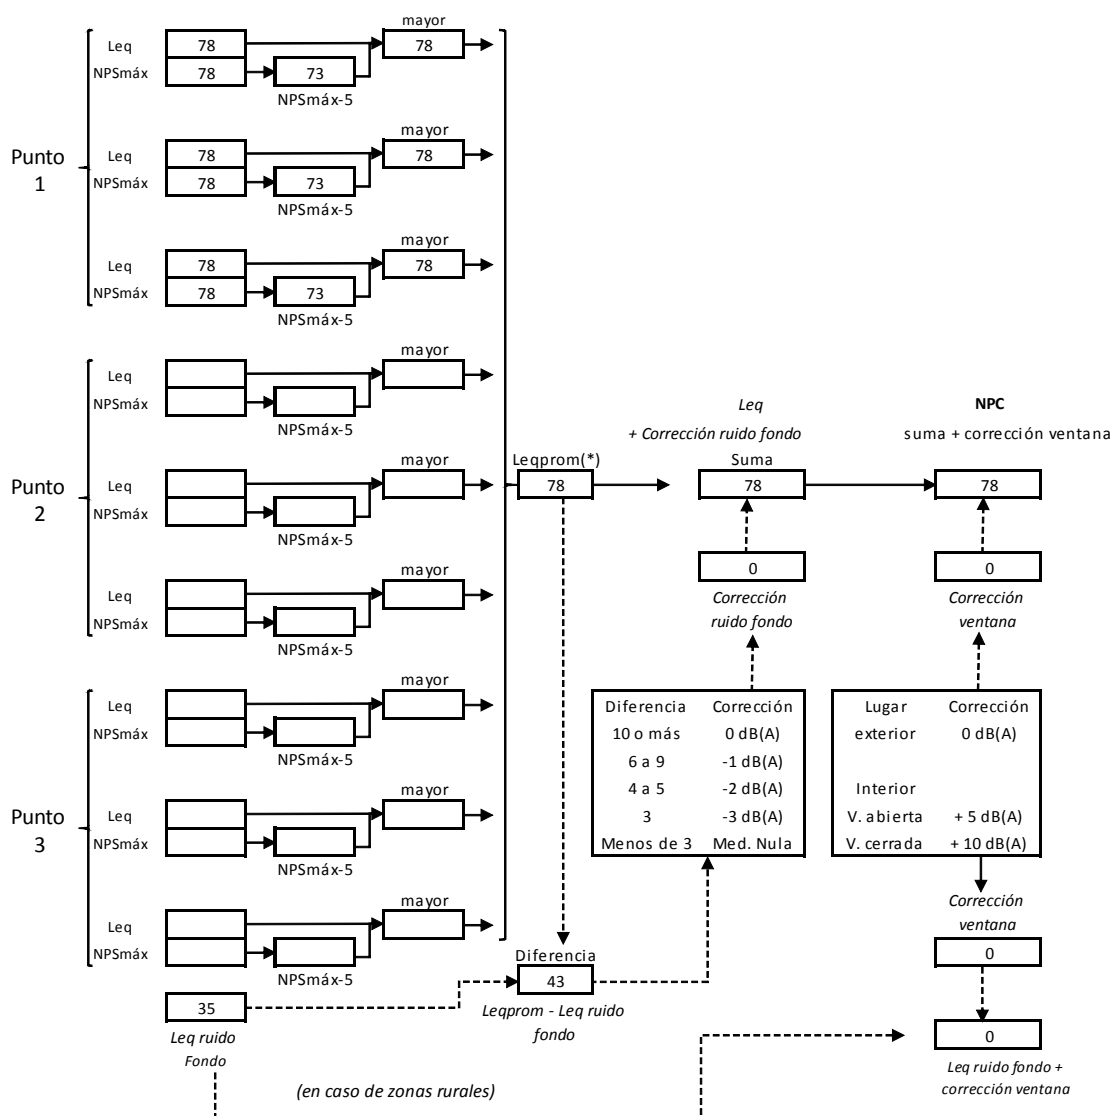 mayor
Leq 78 78
NPSmáx 78 73
NPSmáx-5
mayor
Punto
1
Leq 78 78
NPSmáx 78 73
NPSmáx-5
mayor
Leq 78 78
NPSmáx 78 73
NPSmáx-5
mayor
Leq
NPSmáx
NPSmáx-5
mayor
Punto
2
Leq
NPSmáx
NPSmáx-5
mayor
Leq
NPSmáx
NPSmáx-5
mayor
Leq
NPSmáx
NPSmáx-5
mayor
Punto
3
Leq
NPSmáx
NPSmáx-5
mayor
Leq
NPSmáx
NPSmáx-5
Leqprom(*)
78
Leq
+ Corrección ruido fondo
Suma
78
0
Corrección
ruido fondo
NPC
suma + corrección ventana
78
0
Corrección
ventana
Diferencia Corrección
10 o más 0 dB(A)
6 a 9 -1 dB(A)
4 a 5 -2 dB(A)
3 -3 dB(A)
Menos de 3 Med. Nula
Lugar Corrección
exterior 0 dB(A)
Interior
V. abierta + 5 dB(A)
V. cerrada + 10 dB(A)
Corrección
ventana
0
0
Leq ruido fondo +
corrección ventana
Diferencia
43
Leqprom - Leq ruido
fondo
35
Leq ruido
Fondo
(en caso de zonas rurales)